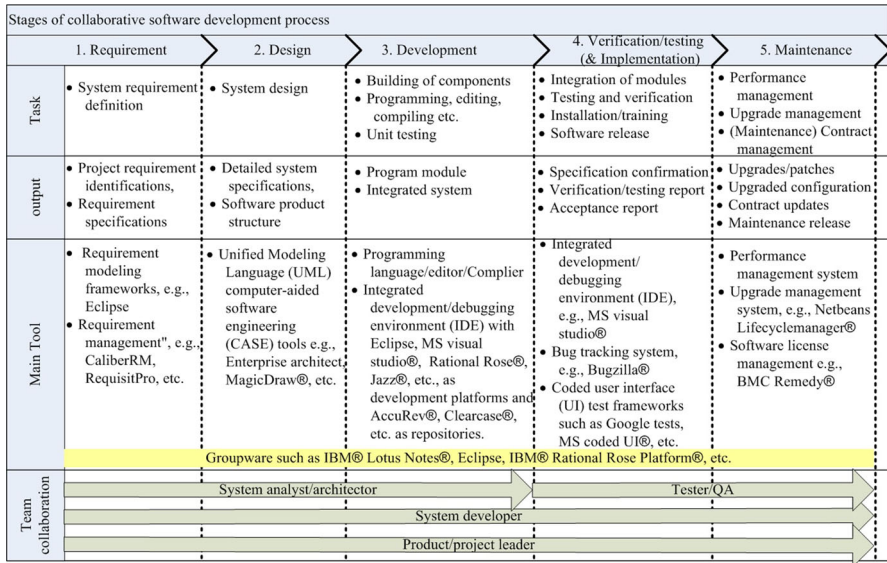 Stages of collaborative software development process
1. Requirement
2. Design
3. Development
4. Verification/testing
(& Implementation)
5. Maintenance
Task
• System requirement
definition
• System design
• Building of components
• Programming, editing,
compiling etc.
• Unit testing
• Integration of modules
• Testing and verification
• Installation/training
• Software release
• Performance
management
• Upgrade management
• (Maintenance) Contract
management
output
• Project requirement
identifications,
• Requirement
specifications
• Detailed system
specifications,
• Software product
structure
• Program module
• Integrated system
• Specification confirmation
• Verification/testing report
• Acceptance report
• Upgrades/patches
• Upgraded configuration
• Contract updates
• Maintenance release
Main Tool
• Requirement
modeling
frameworks, e.g.,
Eclipse
• Requirement
management", e.g.,
CaliberRM,
RequisitPro, etc.
• Unified Modeling
Language (UML)
computer-aided
software
engineering
(CASE) tools e.g.,
Enterprise architect,
MagicDraw®, etc.
• Programming
language/editor/Complier
• Integrated
development/debugging
environment (IDE) with
Eclipse, MS visual
studio®, Rational Rose®,
Jazz®, etc., as
development platforms and
AccuRev®, Clearcase®,
etc. as repositories.
• Integrated
development/
debugging
environment (IDE),
e.g., MS visual
studio®
• Bug tracking system,
e.g., Bugzilla®
• Coded user interface
(UI) test frameworks
such as Google tests,
MS coded UI®, etc.
• Performance
management system
• Upgrade management
system, e.g., Netbeans
Lifecyclemanager®
• Software license
management e.g.,
BMC Remedy®
Groupware such as IBM® Lotus Notes®, Eclipse, IBM® Rational Rose Platform®, etc.
Team
collaboration
System analyst/architector
Tester/QA
System developer
Product/project leader